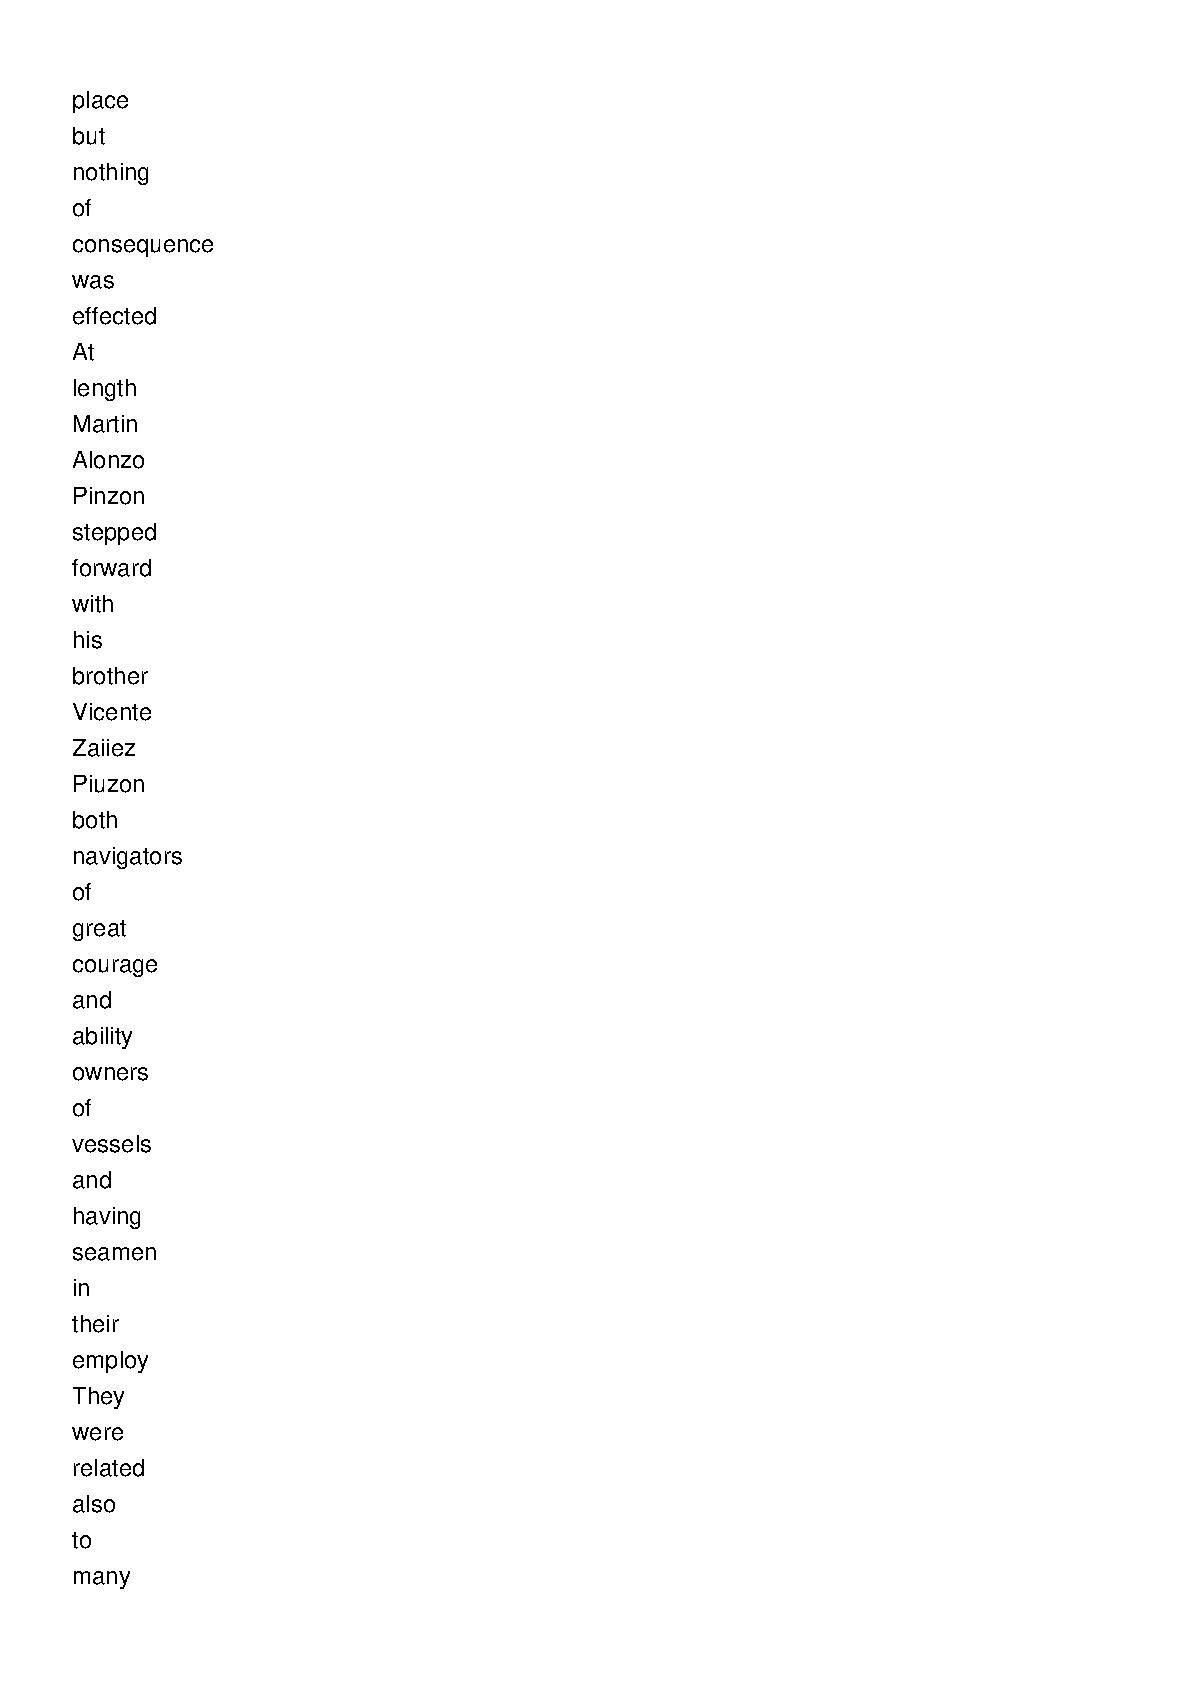 place
but
nothing
of
consequence
was
effected
At
length
Martin
Alonzo
Pinzon
stepped
forward
with
his
brother
Vicente
Zaiiez
Piuzon
both
navigators
of
great
courage
and
ability
owners
of
vessels
and
having
seamen
in
their
employ
They
were
related
also
to
many